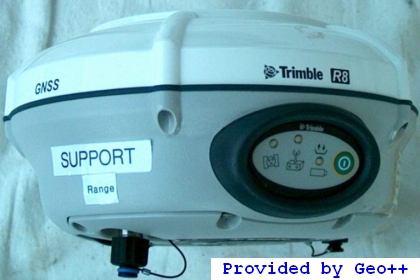 GNSS
Trimble R8
Trimble
SUPPORT
Range
Provided by Geo++